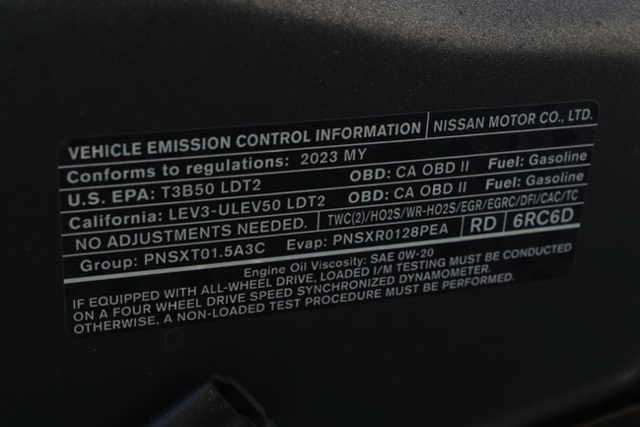 VEHICLE EMISSION CONTROL INFORMATION NISSAN MOTOR CO., LTD.
Conforms to regulations: 2023 MY
U.S. EPA: T3B50 LDT2 OBD: CA OBD II Fuel: Gasoline
California: LEV3-ULEV50 LDT2 OBD: CA OBD II Fuel: Gasoline
NO ADJUSTMENTS NEEDED. TWC(2)/HO2S/WR-HO2S/EGR/EGRC/DFI/CAC/TC
Group: PNSXT01.5A3C Evap: PNSXR0128PEA RD 6RC6D
Engine Oil Viscosity: SAE 0W-20
IF EQUIPPED WITH ALL-WHEEL DRIVE, LOADED I/M TESTING MUST BE CONDUCTED
ON A FOUR WHEEL DRIVE SPEED SYNCHRONIZED DYNAMOMETER.
OTHERWISE, A NON-LOADED TEST PROCEDURE MUST BE PERFORMED.